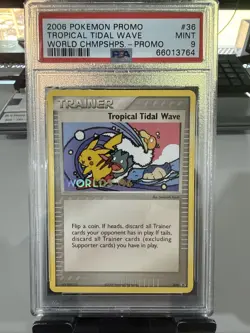 2006 POKEMON PROMO #36
TROPICAL TIDAL WAVE MINT
WORLD CHMPSHPS - PROMO 9
PSA 66013764
TRAINER
Tropical Tidal Wave
WORLDS
Flip a coin. If heads, discard all Trainer
cards your opponent has in play. If tails,
discard all Trainer cards (excluding
Supporter cards) you have in play.